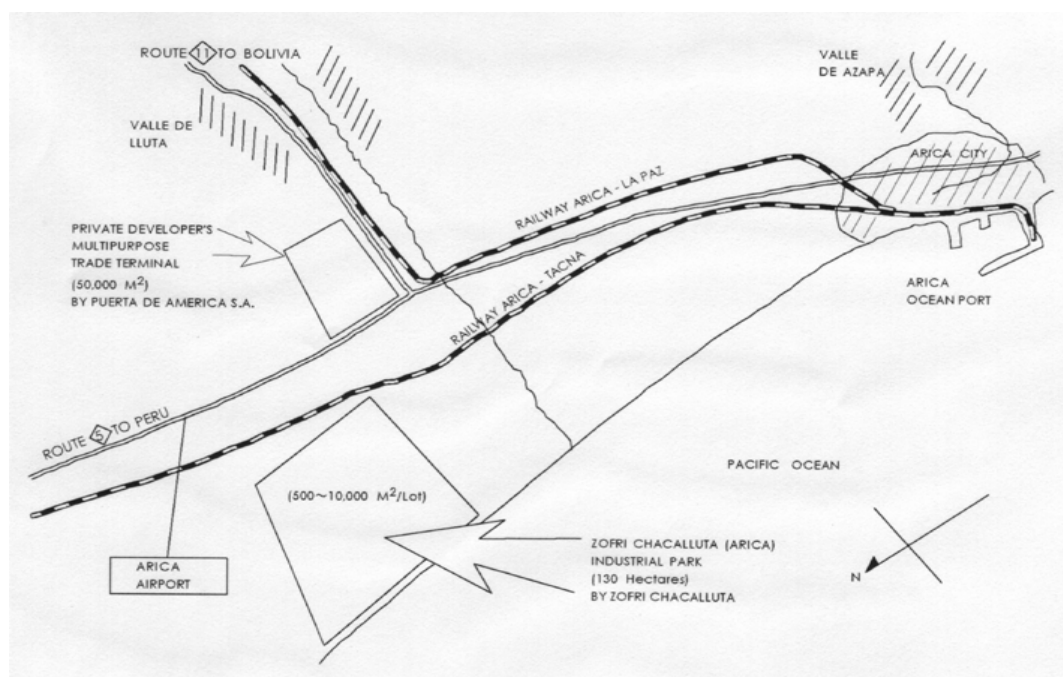 ROUTE 11 TO BOLIVIA
VALLE DE
LLUTA
VALLE
DE AZAPA
ARICA CITY
RAILWAY ARICA - LA PAZ
PRIVATE DEVELOPER'S
MULTIPURPOSE
TRADE TERMINAL
(50,000 M²)
BY PUERTA DE AMERICA S.A.
RAILWAY ARICA - TACNA
ARICA
OCEAN PORT
ROUTE 5 TO PERU
PACIFIC OCEAN
(500~10,000 M²/Lot)
ARICA
AIRPORT
ZOFRI CHACALLUTA (ARICA)
INDUSTRIAL PARK
(130 Hectares)
BY ZOFRI CHACALLUTA
N